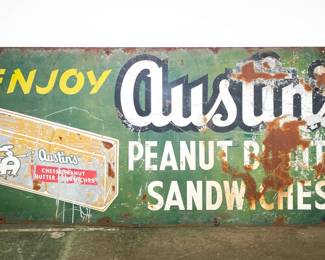 ENJOY
Austin's
PEANUT
SANDWICHES
Austin's
CHEESE PEANUT
BUTTER SANDWICHES